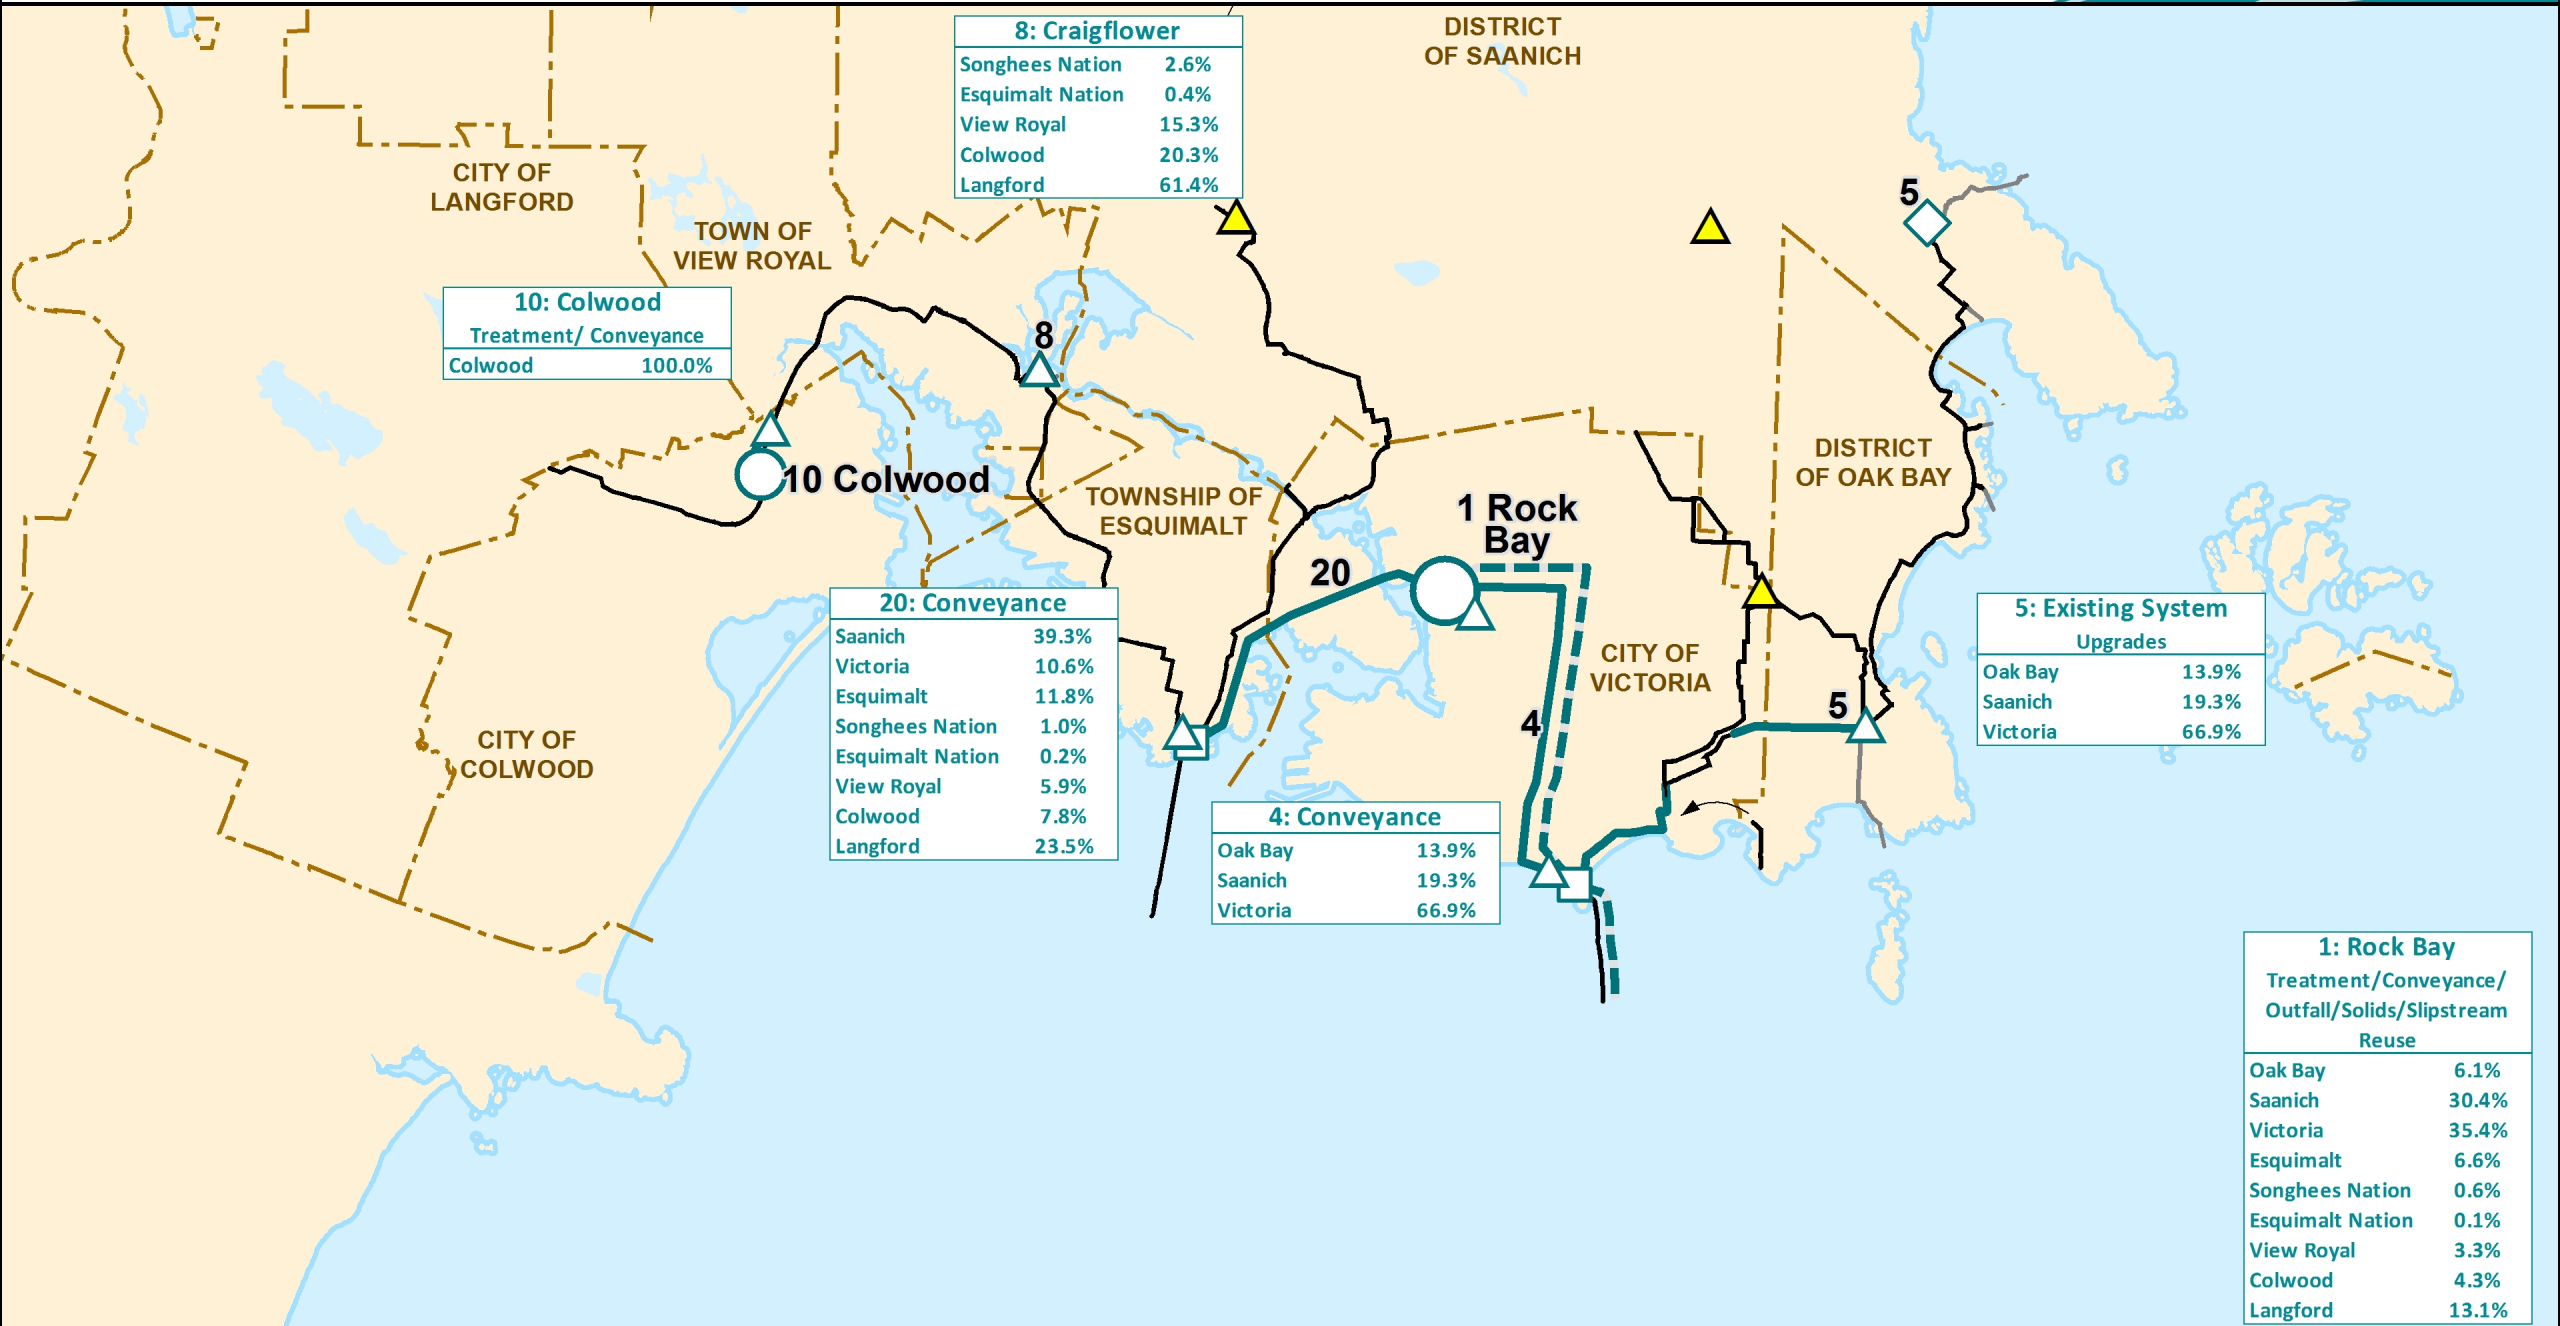 DISTRICT
OF SAANICH
8: Craigflower
Songhees Nation 2.6%
Esquimalt Nation 0.4%
View Royal 15.3%
Colwood 20.3%
Langford 61.4%
CITY OF
LANGFORD
TOWN OF
VIEW ROYAL
5
10: Colwood
Treatment/ Conveyance
Colwood 100.0%
8
10 Colwood
TOWNSHIP OF
ESQUIMALT
DISTRICT
OF OAK BAY
1 Rock
Bay
20
20: Conveyance
Saanich 39.3%
Victoria 10.6%
Esquimalt 11.8%
Songhees Nation 1.0%
Esquimalt Nation 0.2%
View Royal 5.9%
Colwood 7.8%
Langford 23.5%
CITY OF
VICTORIA
5: Existing System
Upgrades
Oak Bay 13.9%
Saanich 19.3%
Victoria 66.9%
4
5
CITY OF
COLWOOD
4: Conveyance
Oak Bay 13.9%
Saanich 19.3%
Victoria 66.9%
1: Rock Bay
Treatment/Conveyance/
Outfall/Solids/Slipstream
Reuse
Oak Bay 6.1%
Saanich 30.4%
Victoria 35.4%
Esquimalt 6.6%
Songhees Nation 0.6%
Esquimalt Nation 0.1%
View Royal 3.3%
Colwood 4.3%
Langford 13.1%